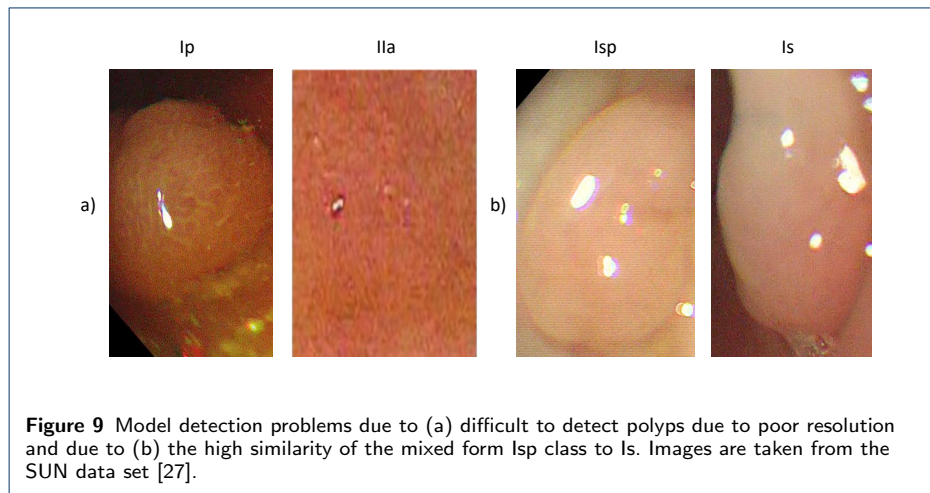 Ip
IIa
Isp
Is
a)
b)
Figure 9 Model detection problems due to (a) difficult to detect polyps due to poor resolution
and due to (b) the high similarity of the mixed form Isp class to Is. Images are taken from the
SUN data set [27].